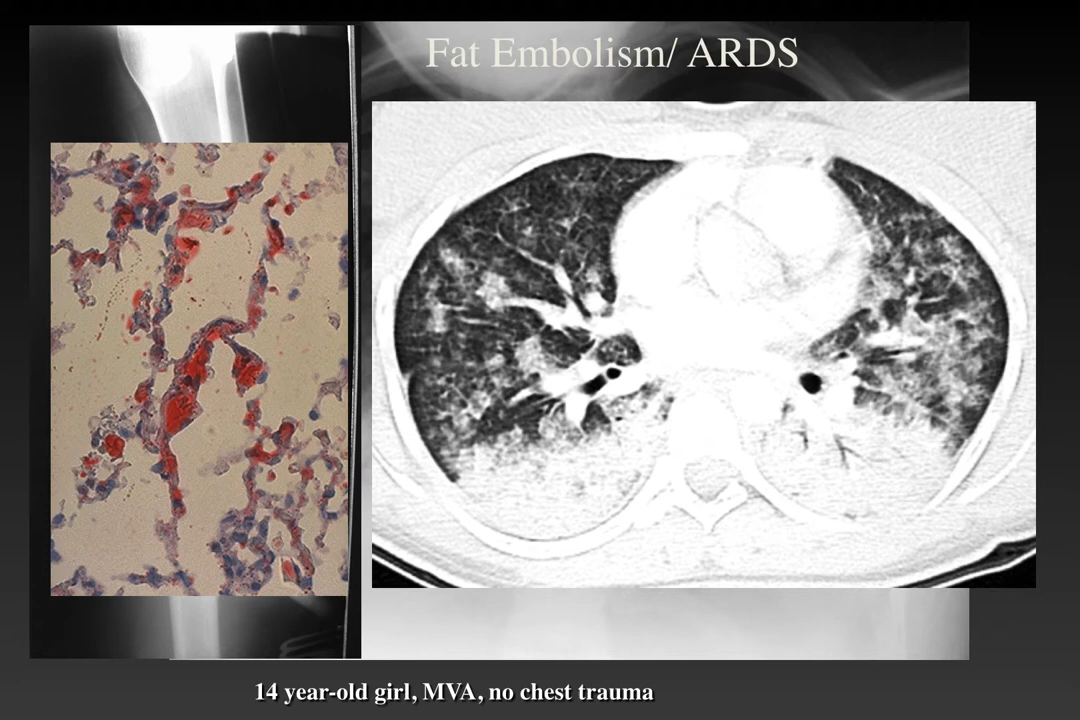 Fat Embolism/ ARDS
14 year-old girl, MVA, no chest trauma